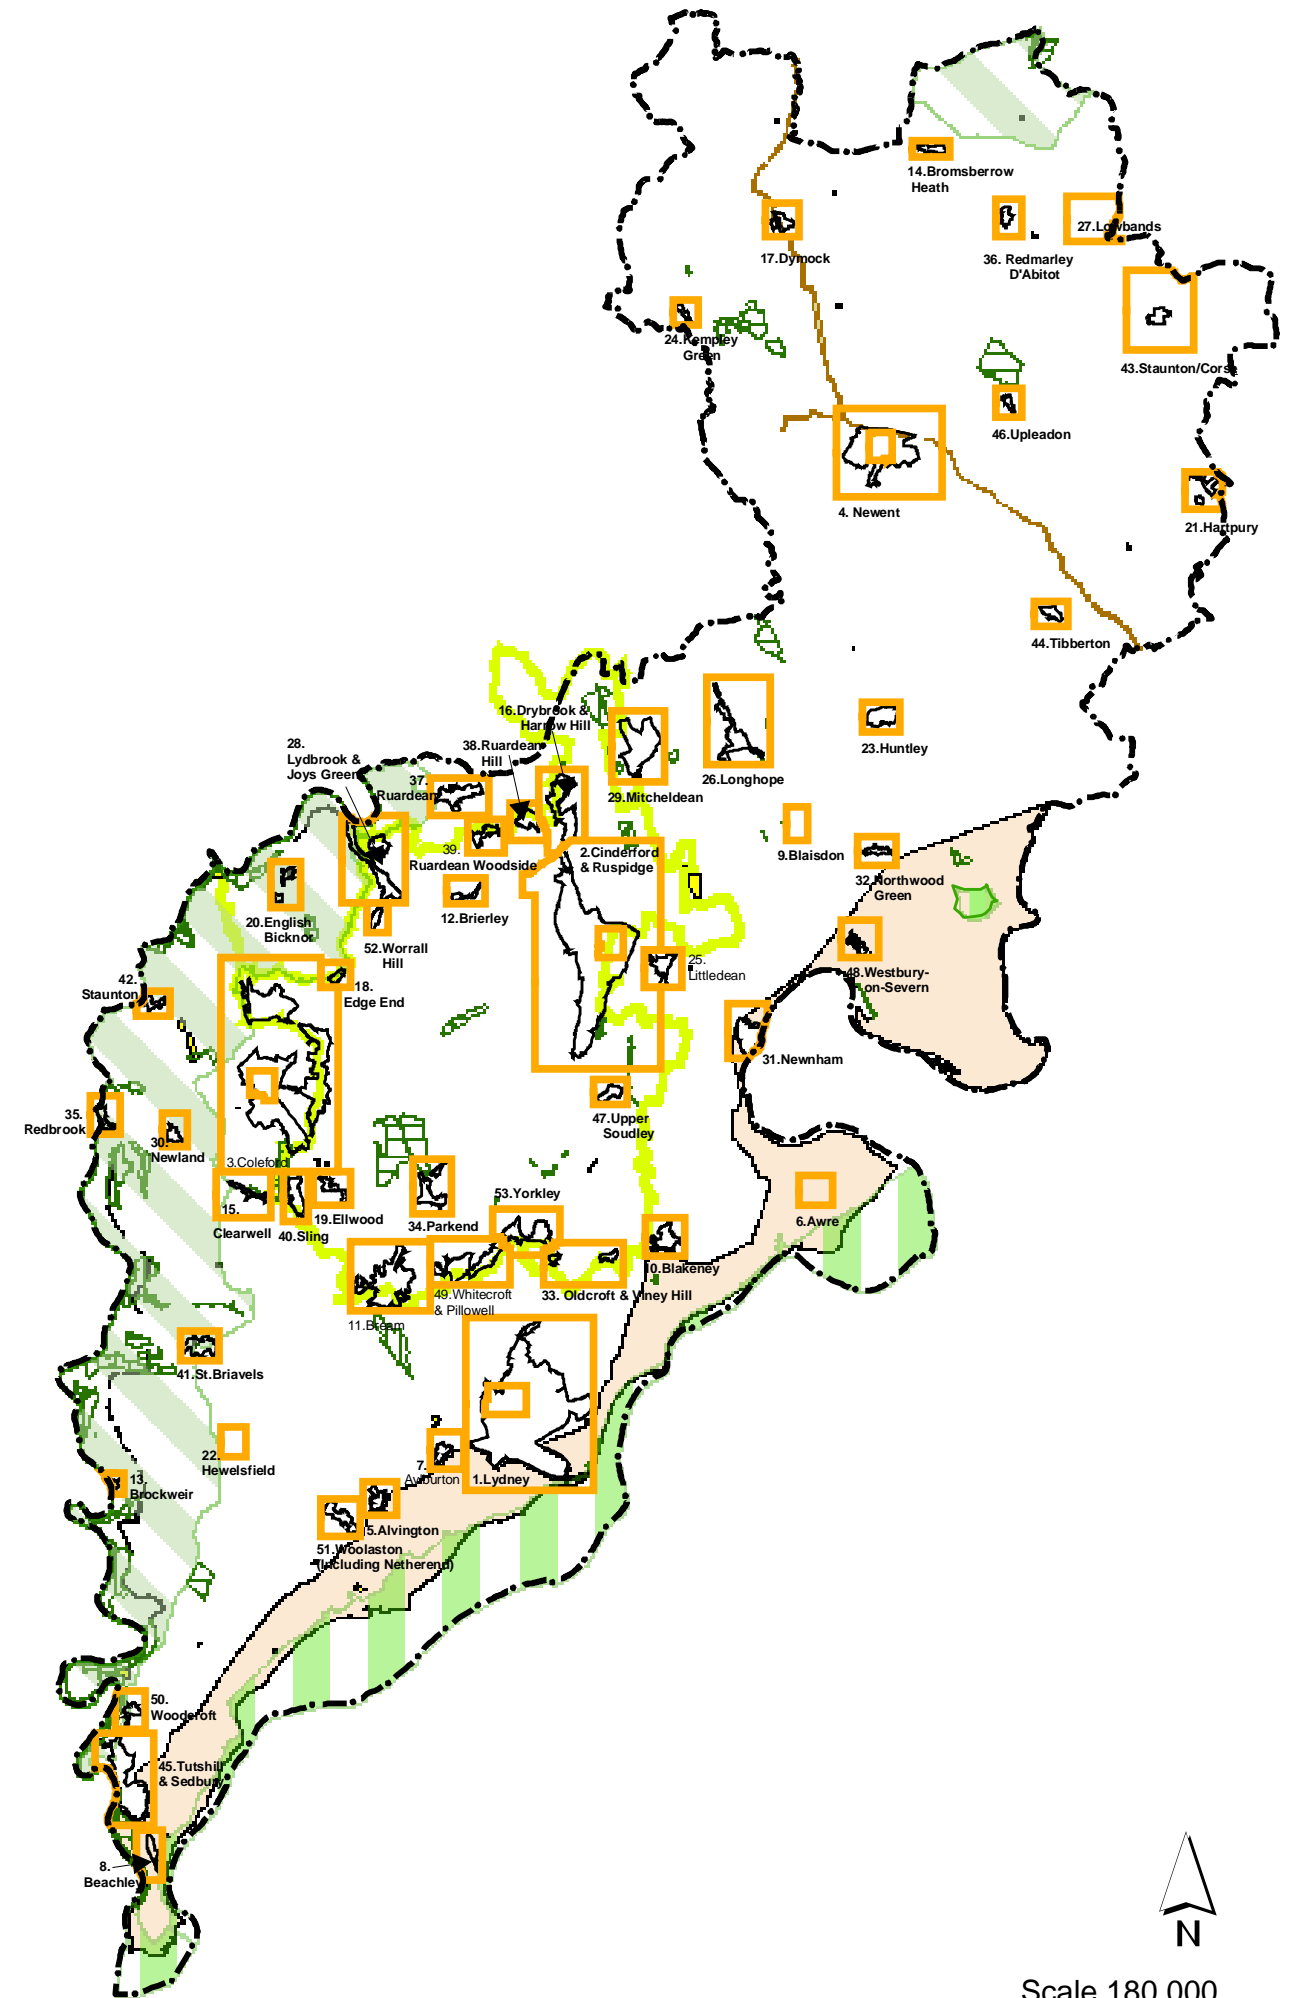 14.Bromsberrow
Heath
27.Lowbands
17.Dymock
36. Redmarley
D'Abitot
24.Kempley
Green
43.Staunton/Corse
46.Upleadon
4. Newent
21.Hartpury
44.Tibberton
16.Drybrook &
Harrow Hill
38.Ruardean
Hill
28.
Lydbrook &
Joys Green
37.
Ruardean
23.Huntley
26.Longhope
29.Mitcheldean
39.
Ruardean Woodside
2.Cinderford
& Ruspidge
9.Blaisdon
32.Northwood
Green
12.Brierley
20.English
Bicknor
52.Worrall
Hill
25.
Littledean
48.Westbury-
on-Severn
42.
Staunton
18.
Edge End
31.Newnham
35.
Redbrook
47.Upper
Soudley
30.
Newland
3.Coleford
53.Yorkley
15.
Clearwell
19.Ellwood
40.Sling
34.Parkend
6.Awre
10.Blakeney
49.Whitecroft
& Pillowell
33. Oldcroft & Viney Hill
11.Bream
41.St.Briavels
22.
Hewelsfield
7.
Aylburton
1.Lydney
13.
Brockweir
5.Alvington
51.Woolaston
(Including Netherend)
50.
Woodcroft
45.Tutshill
& Sedbury
8.
Beachley
N
Scale 180,000